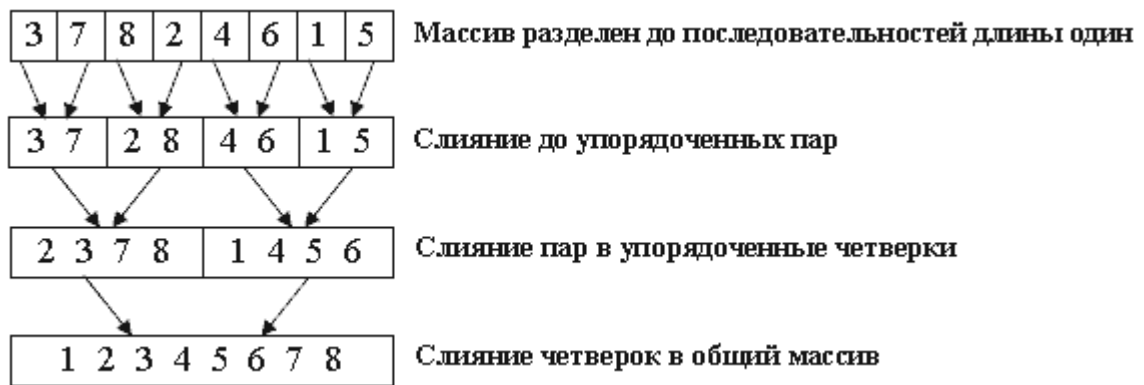 3 7 8 2 4 6 1 5 Массив разделен до последовательностей длины один
3 7 2 8 4 6 1 5 Слияние до упорядоченных пар
2 3 7 8 1 4 5 6 Слияние пар в упорядоченные четверки
1 2 3 4 5 6 7 8 Слияние четверок в общий массив